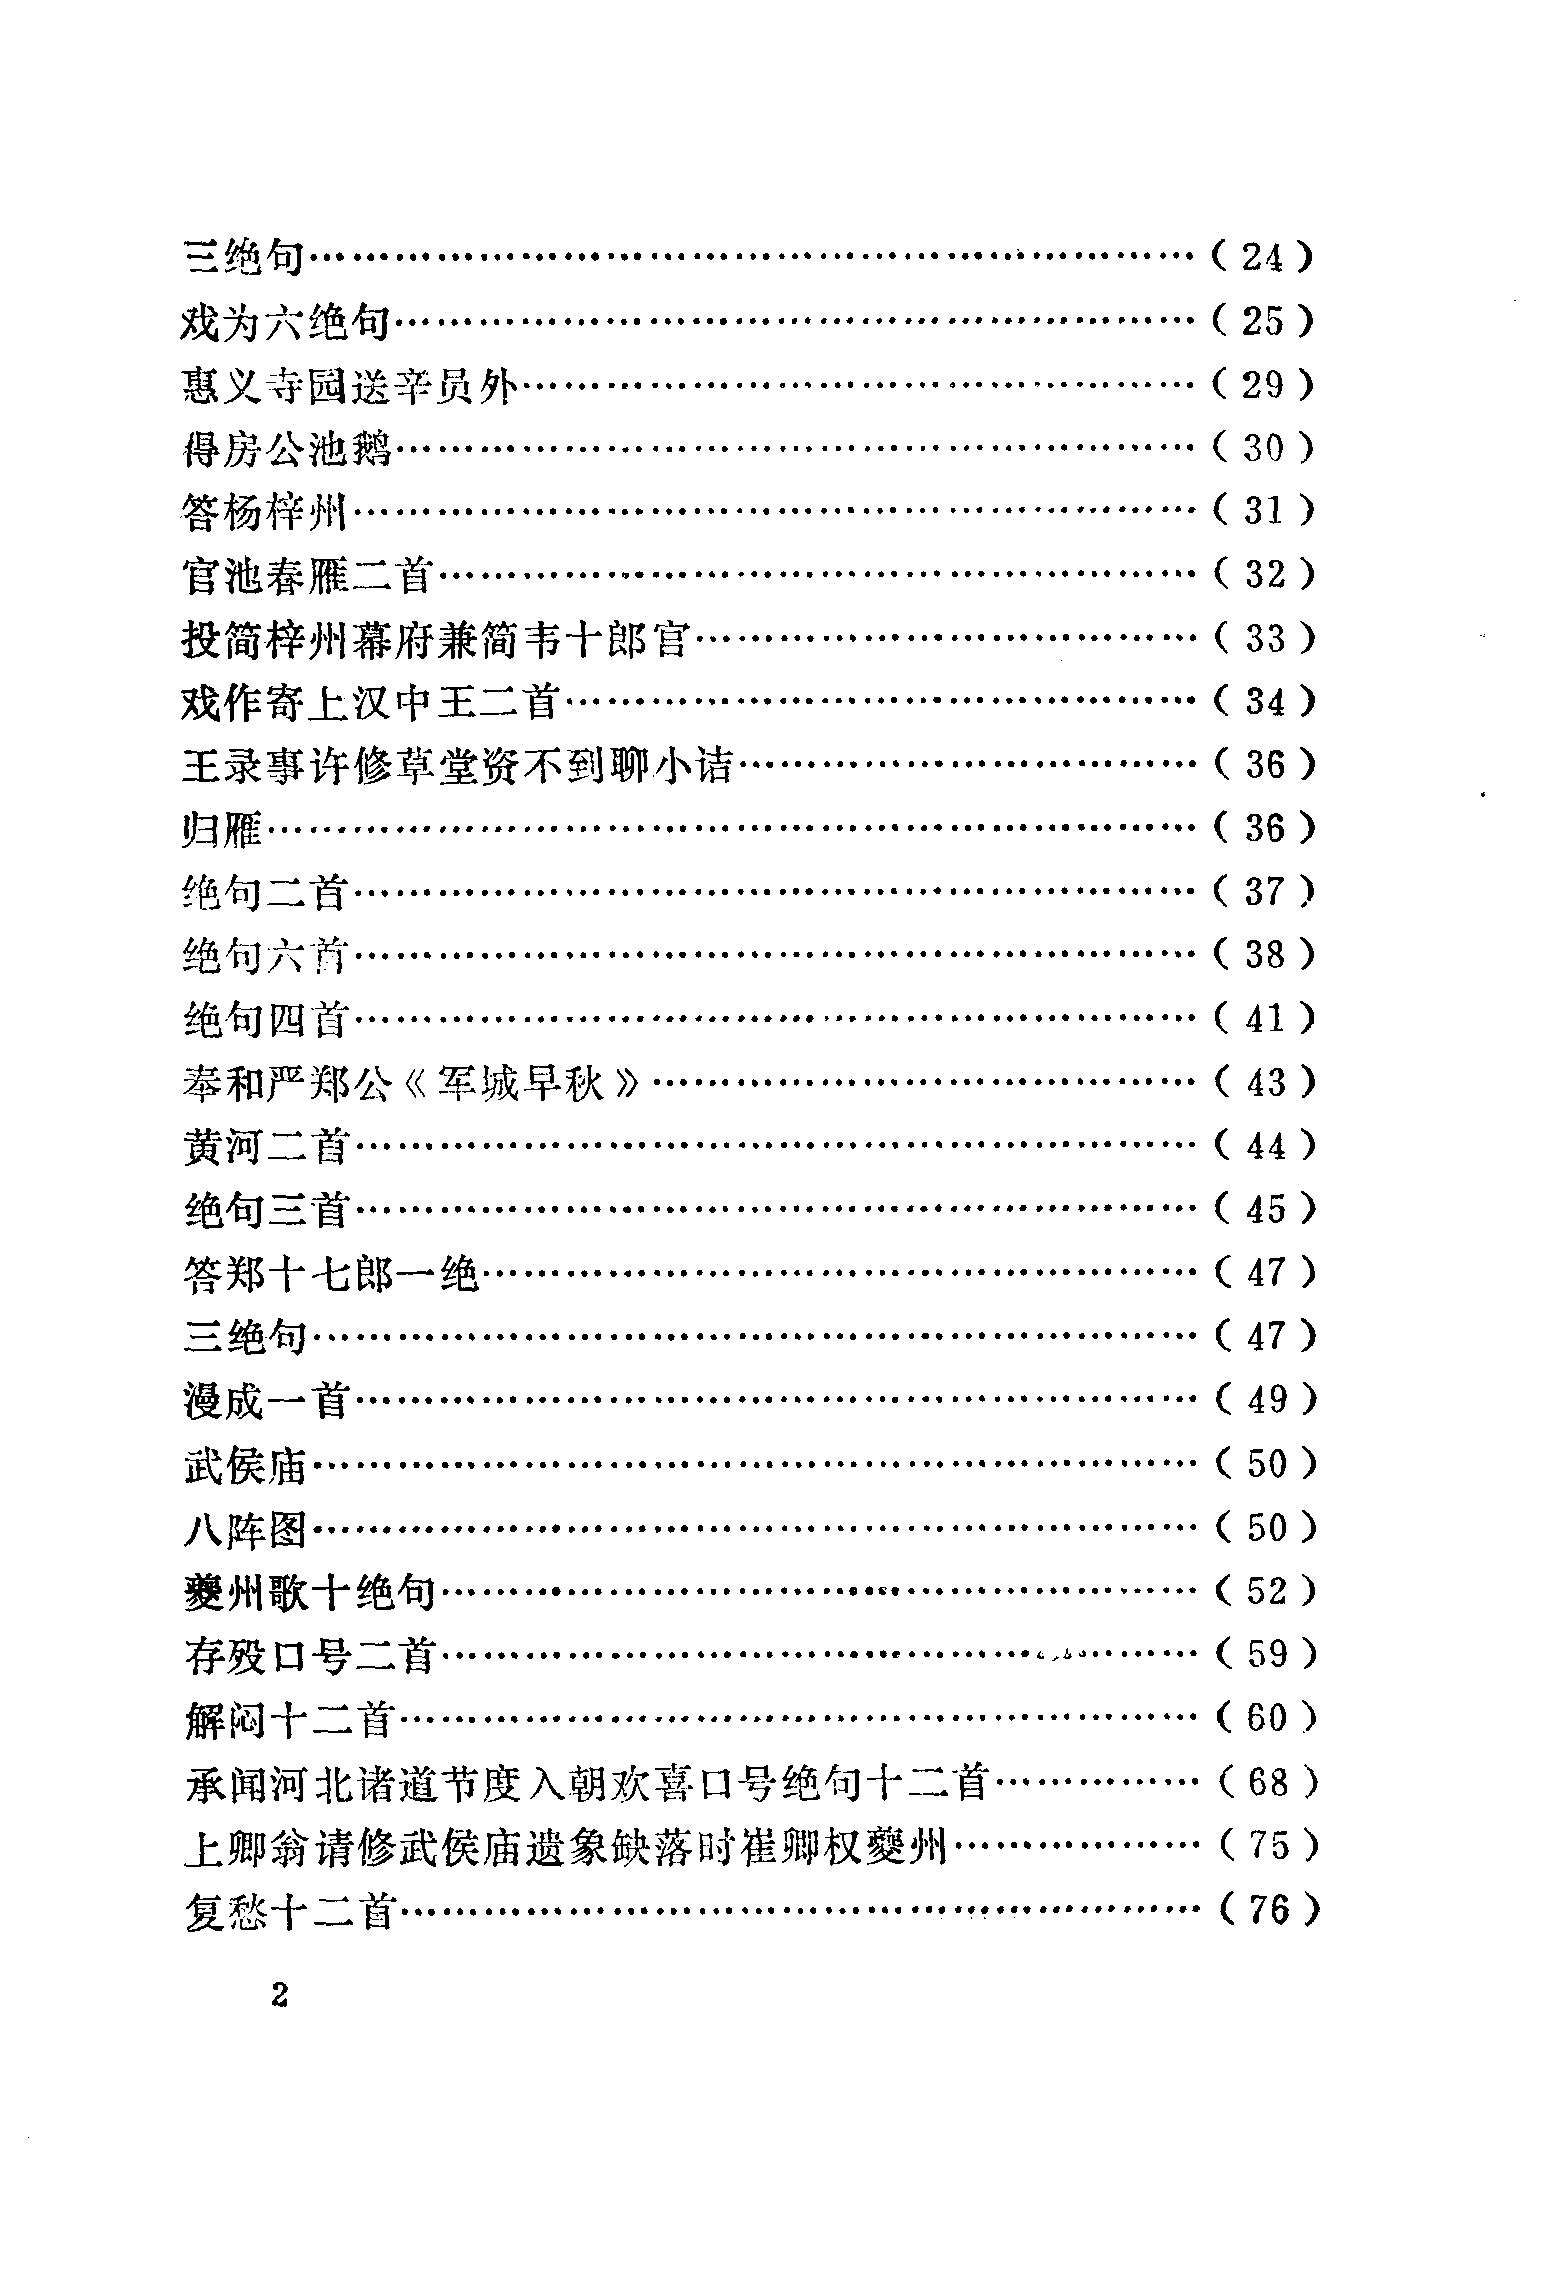 三绝句……………………………………………………(24)
戏为六绝句………………………………………………(25)
惠义寺园送辛员外………………………………………(29)
得房公池鹅………………………………………………(30)
答杨梓州…………………………………………………(31)
官池春雁二首……………………………………………(32)
投简梓州幕府兼简韦十郎官……………………………(33)
戏作寄上汉中王二首……………………………………(34)
王录事许修草堂资不到聊小诘…………………………(36)
归雁………………………………………………………(36)
绝句二首…………………………………………………(37)
绝句六首…………………………………………………(38)
绝句四首…………………………………………………(41)
奉和严郑公《军城早秋》………………………………(43)
黄河二首…………………………………………………(44)
绝句三首…………………………………………………(45)
答郑十七郎一绝…………………………………………(47)
三绝句……………………………………………………(47)
漫成一首…………………………………………………(49)
武侯庙……………………………………………………(50)
八阵图……………………………………………………(50)
夔州歌十绝句……………………………………………(52)
存殁口号二首……………………………………………(59)
解闷十二首………………………………………………(60)
承闻河北诸道节度入朝欢喜口号绝句十二首…………(68)
上卿翁请修武侯庙遗象缺落时崔卿权夔州……………(75)
复愁十二首………………………………………………(76)
2